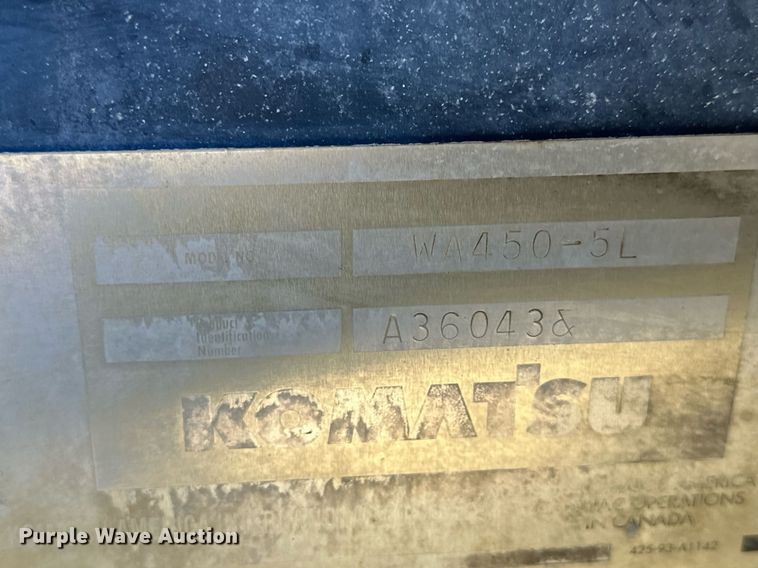 MODEL NO. WA450-5L
Product
Identification
Number
A36043&
KOMATSU
AMERICA
OPERATIONS
IN CANADA
425-93-A1142
Purple Wave Auction